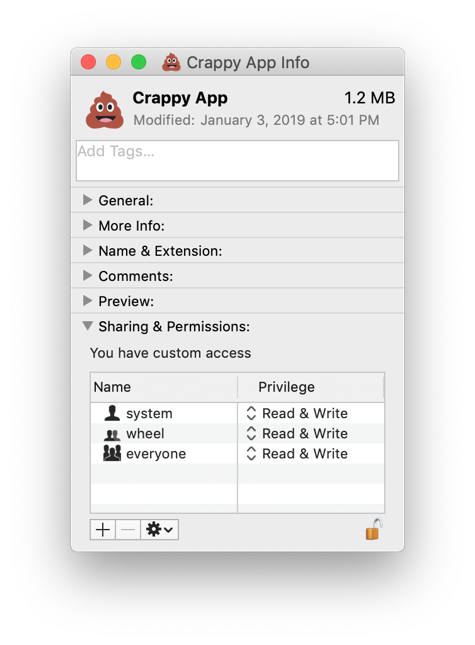 Crappy App Info
Crappy App 1.2 MB
Modified: January 3, 2019 at 5:01 PM
Add Tags...
General:
More Info:
Name & Extension:
Comments:
Preview:
Sharing & Permissions:
You have custom access
Name Privilege
system Read & Write
wheel Read & Write
everyone Read & Write